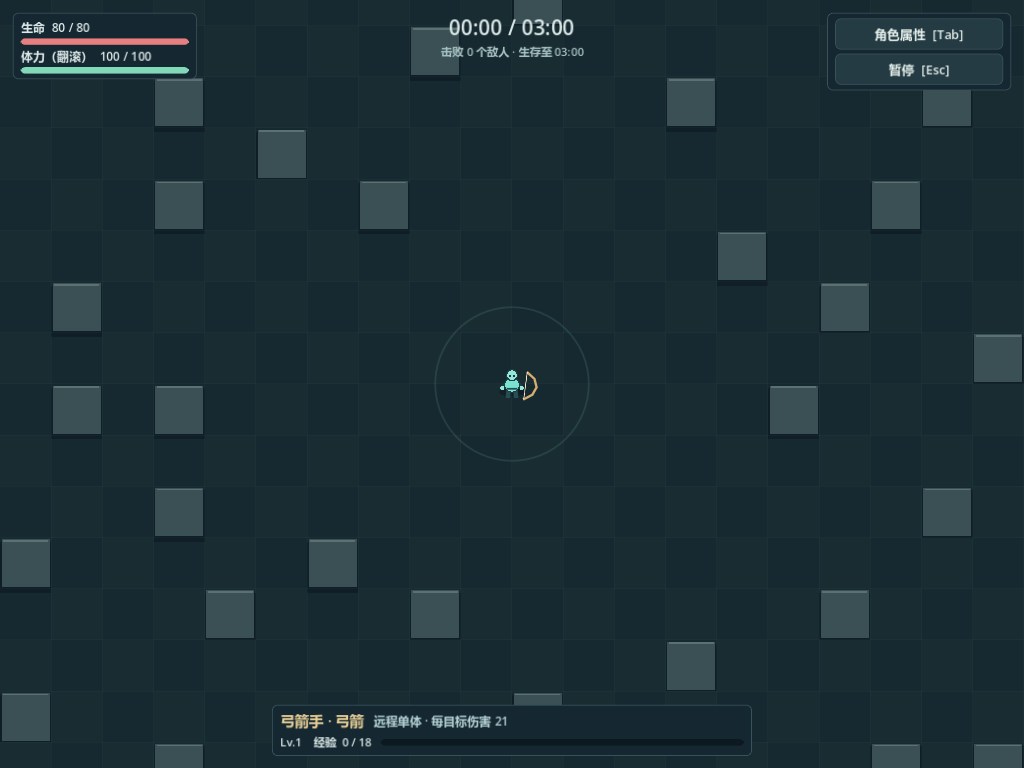 生命 80 / 80
体力（翻滚） 100 / 100
00:00 / 03:00
击败 0 个敌人 · 生存至 03:00
角色属性 [Tab]
暂停 [Esc]
弓箭手 · 弓箭 远程单体 · 每目标伤害 21
Lv.1 经验 0 / 18